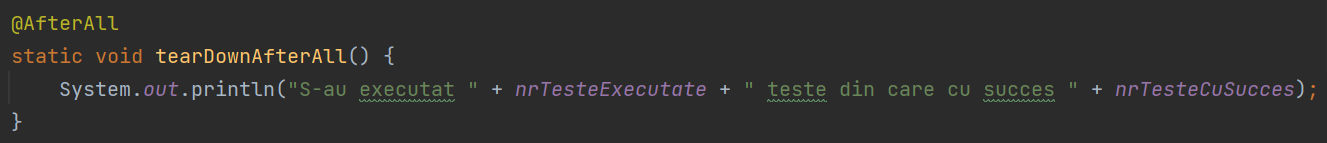 @AfterAll
static void tearDownAfterAll() {
    System.out.println("S-au executat " + nrTesteExecutate + " teste din care cu succes " + nrTesteCuSucces);
}